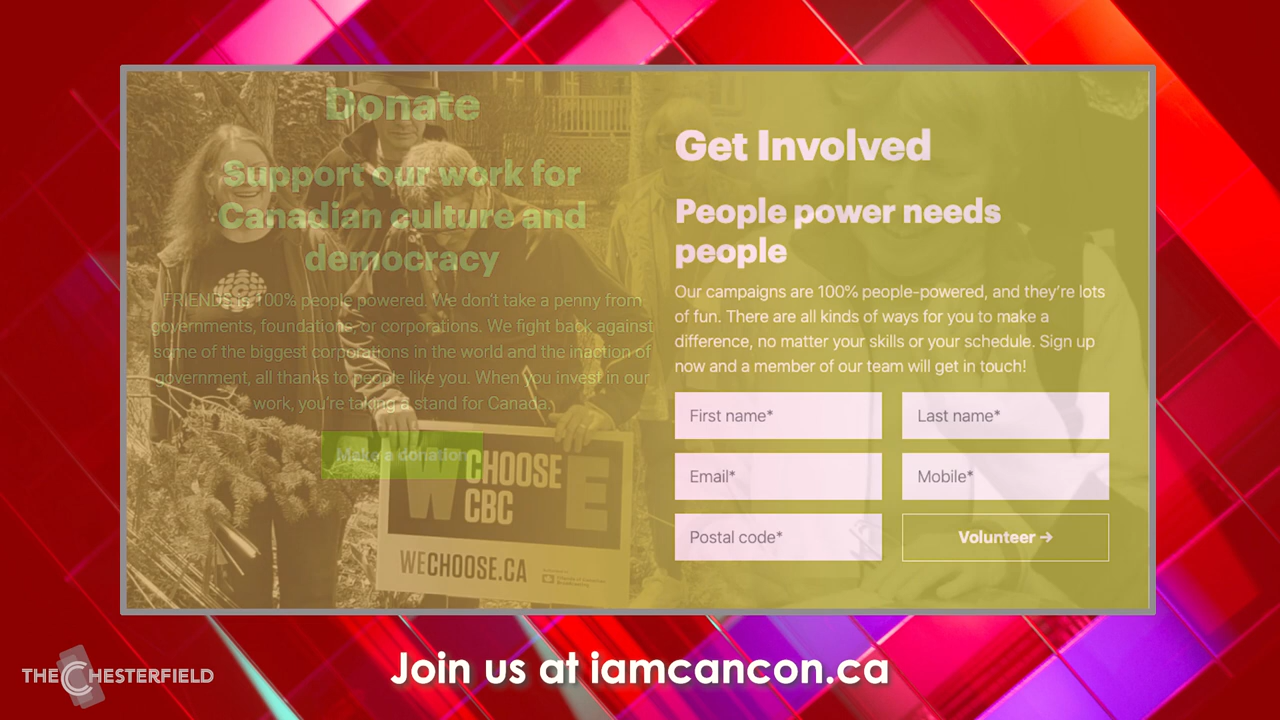 Donate
Support our work for
Canadian culture and
democracy
FRIENDS is 100% people powered. We don't take a penny from
governments, foundations, or corporations. We fight back against
some of the biggest corporations in the world and the inaction of
government, all thanks to people like you. When you invest in our
work, you're taking a stand for Canada.
Make a donation
W CHOOSE E
CBC
WECHOOSE.CA
Get Involved
People power needs
people
Our campaigns are 100% people-powered, and they're lots
of fun. There are all kinds of ways for you to make a
difference, no matter your skills or your schedule. Sign up
now and a member of our team will get in touch!
First name*
Last name*
Email*
Mobile*
Postal code*
Volunteer →
Join us at iamcancon.ca
THE CHESTERFIELD